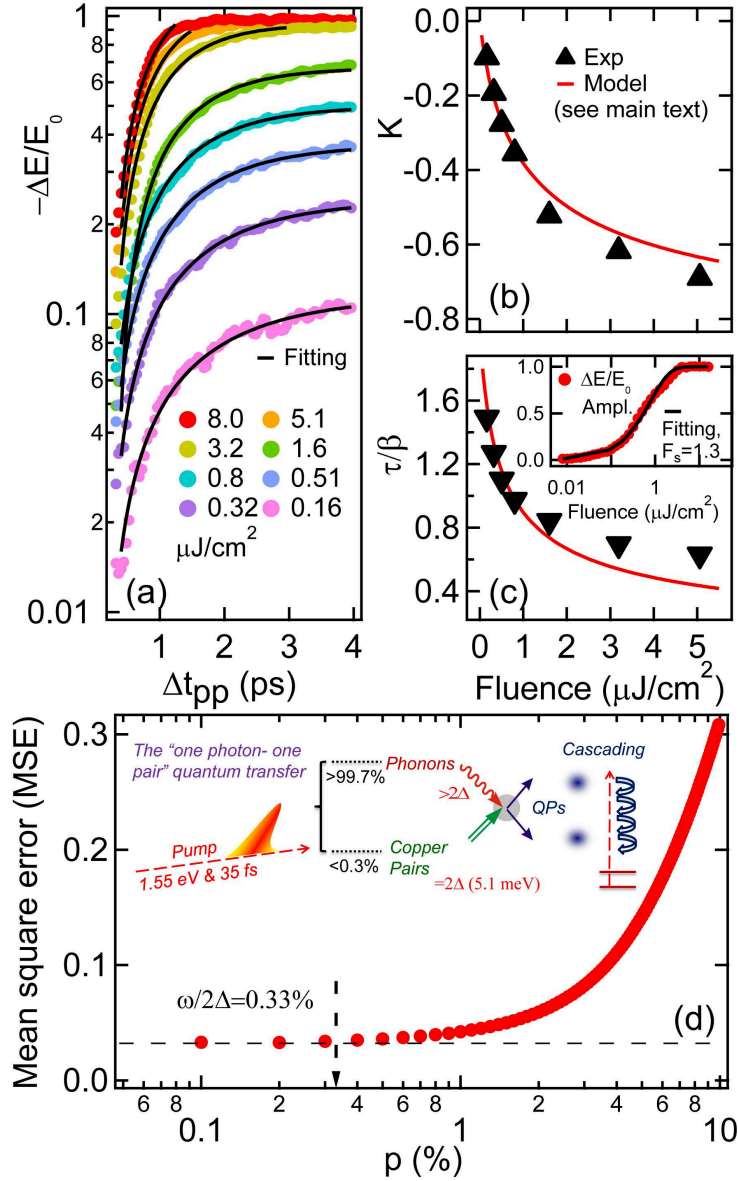 1
8
6
4
2
0.1
8
6
4
2
0.01
−ΔE/E₀
Fitting
8.0
5.1
3.2
1.6
0.8
0.51
0.32
0.16
μJ/cm²
(a)
1
2
3
4
Δtpp (ps)
-0.0
-0.2
-0.4
-0.6
-0.8
K
Exp
Model
(see main text)
(b)
1.6
1.2
0.8
0.4
τ/β
1.0
0.5
0.0
ΔE/E₀
Ampl.
Fitting,
Fₛ=1.3
0.01
1
Fluence (μJ/cm²)
(c)
0
1
2
3
4
5
Fluence (μJ/cm²)
0.3
0.2
0.1
0.0
Mean square error (MSE)
The "one photon- one
pair" quantum transfer
Pump
1.55 eV & 35 fs
>99.7%
<0.3%
Phonons
Copper
Pairs
>2Δ
=2Δ (5.1 meV)
QPs
Cascading
ω/2Δ=0.33%
(d)
6
8
0.1
2
4
6
8
1
2
4
6
8
10
p (%)